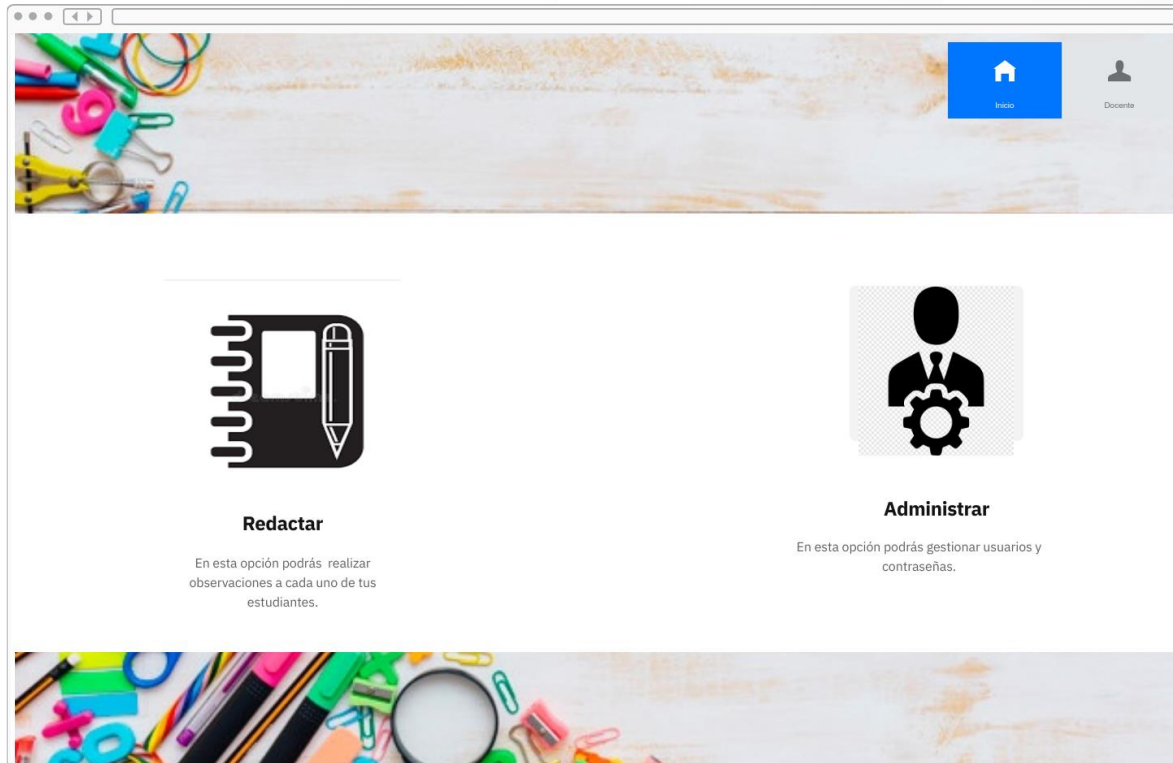 Inicio
Docente
Redactar
En esta opción podrás  realizar
observaciones a cada uno de tus
estudiantes.
Administrar
En esta opción podrás gestionar usuarios y
contraseñas.